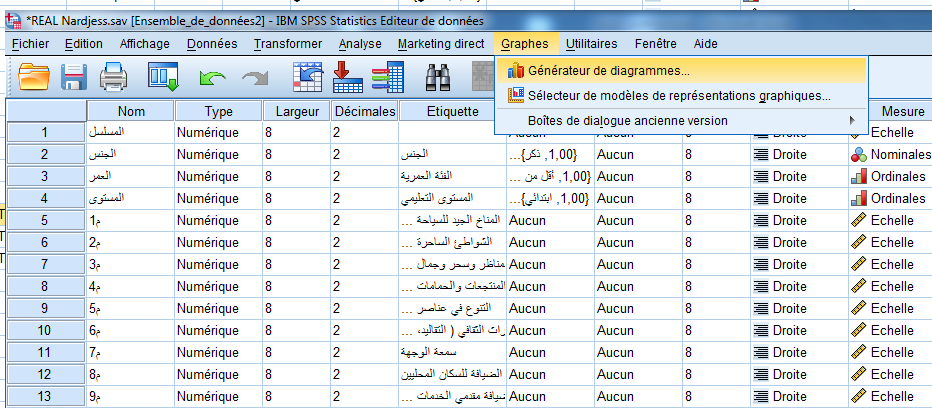 *REAL Nardjess.sav [Ensemble_de_données2] - IBM SPSS Statistics Editeur de données
Fichier Edition Affichage Données Transformer Analyse Marketing direct Graphes Utilitaires Fenêtre Aide
Générateur de diagrammes...
Sélecteur de modèles de représentations graphiques...
Boîtes de dialogue ancienne version
Nom Type Largeur Décimales Etiquette Mesure
1 المسلسل Numérique 8 2 Echelle
2 الجنس Numérique 8 2 الجنس {1,00, ذكر}... Aucun 8 Droite Nominales
3 العمر Numérique 8 2 الفئة العمرية {1,00, أقل من ... Aucun 8 Droite Ordinales
4 المستوى Numérique 8 2 المستوى التعليمي {1,00, ابتدائي}... Aucun 8 Droite Ordinales
5 م1 Numérique 8 2 المناخ الجيد للسياحة ... Aucun Aucun 8 Droite Echelle
6 م2 Numérique 8 2 الشواطئ الساحرة ... Aucun Aucun 8 Droite Echelle
7 م3 Numérique 8 2 مناظر وسحر وجمال ... Aucun Aucun 8 Droite Echelle
8 م4 Numérique 8 2 المنتجعات والحمامات ... Aucun Aucun 8 Droite Echelle
9 م5 Numérique 8 2 التنوع في عناصر ... Aucun Aucun 8 Droite Echelle
10 م6 Numérique 8 2 الثقافي ( التقاليد، ... Aucun Aucun 8 Droite Echelle
11 م7 Numérique 8 2 سمعة الوجهة Aucun Aucun 8 Droite Echelle
12 م8 Numérique 8 2 الضيافة للسكان المحليين Aucun Aucun 8 Droite Echelle
13 م9 Numérique 8 2 ضيافة مقدمي الخدمات ... Aucun Aucun 8 Droite Echelle